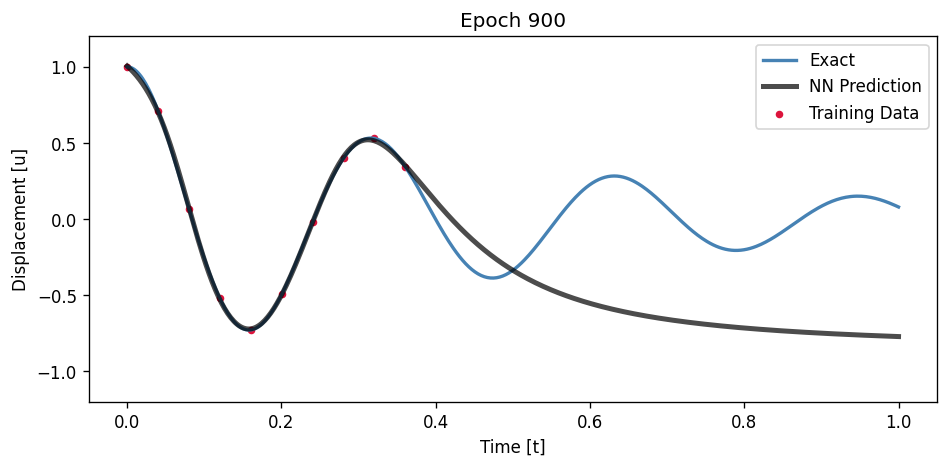 Epoch 900
Exact
NN Prediction
Training Data
1.0
0.5
0.0
−0.5
−1.0
Displacement [u]
0.0 0.2 0.4 0.6 0.8 1.0
Time [t]